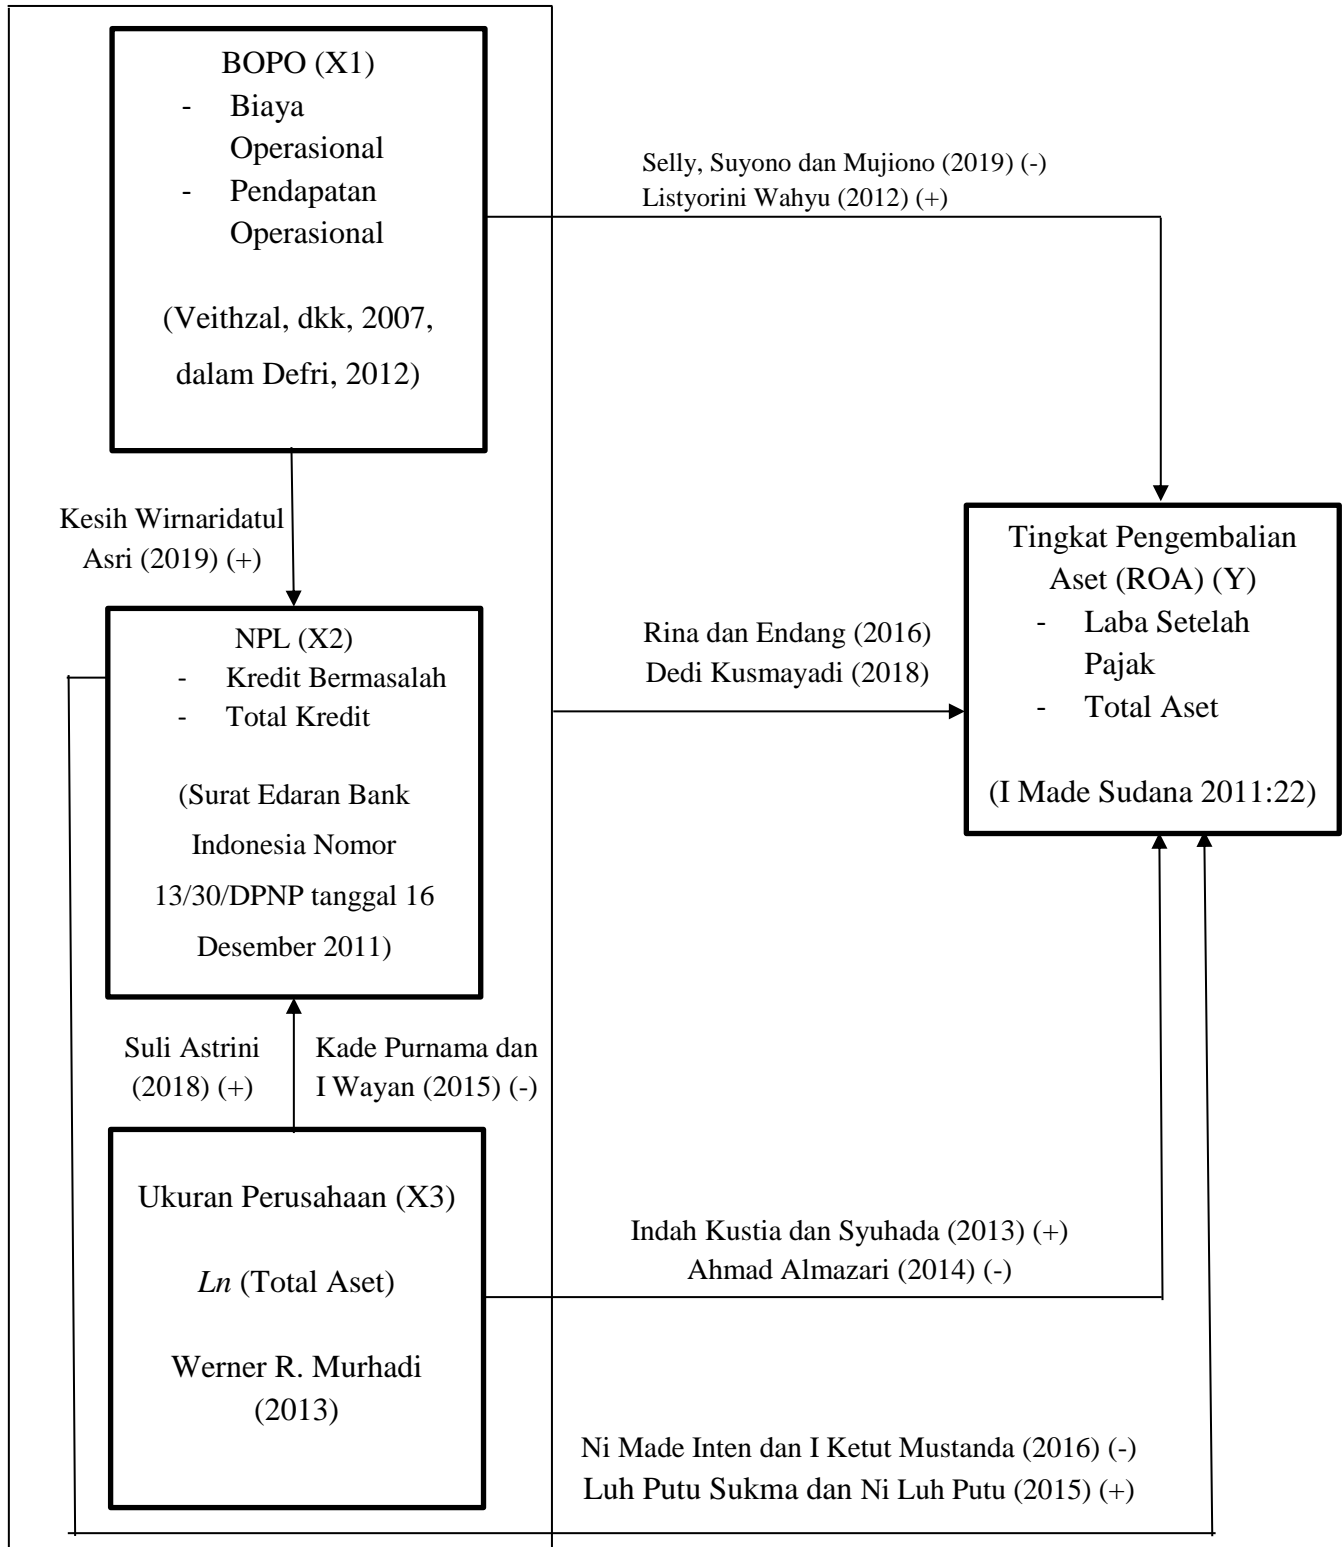 BOPO (X1)
- Biaya
Operasional
- Pendapatan
Operasional
(Veithzal, dkk, 2007,
dalam Defri, 2012)
Selly, Suyono dan Mujiono (2019) (-)
Listyorini Wahyu (2012) (+)
Kesih Wirnaridatul
Asri (2019) (+)
NPL (X2)
- Kredit Bermasalah
- Total Kredit
(Surat Edaran Bank
Indonesia Nomor
13/30/DPNP tanggal 16
Desember 2011)
Rina dan Endang (2016)
Dedi Kusmayadi (2018)
Tingkat Pengembalian
Aset (ROA) (Y)
- Laba Setelah
Pajak
- Total Aset
(I Made Sudana 2011:22)
Suli Astrini
(2018) (+)
Kade Purnama dan
I Wayan (2015) (-)
Ukuran Perusahaan (X3)
Ln (Total Aset)
Werner R. Murhadi
(2013)
Indah Kustia dan Syuhada (2013) (+)
Ahmad Almazari (2014) (-)
Ni Made Inten dan I Ketut Mustanda (2016) (-)
Luh Putu Sukma dan Ni Luh Putu (2015) (+)